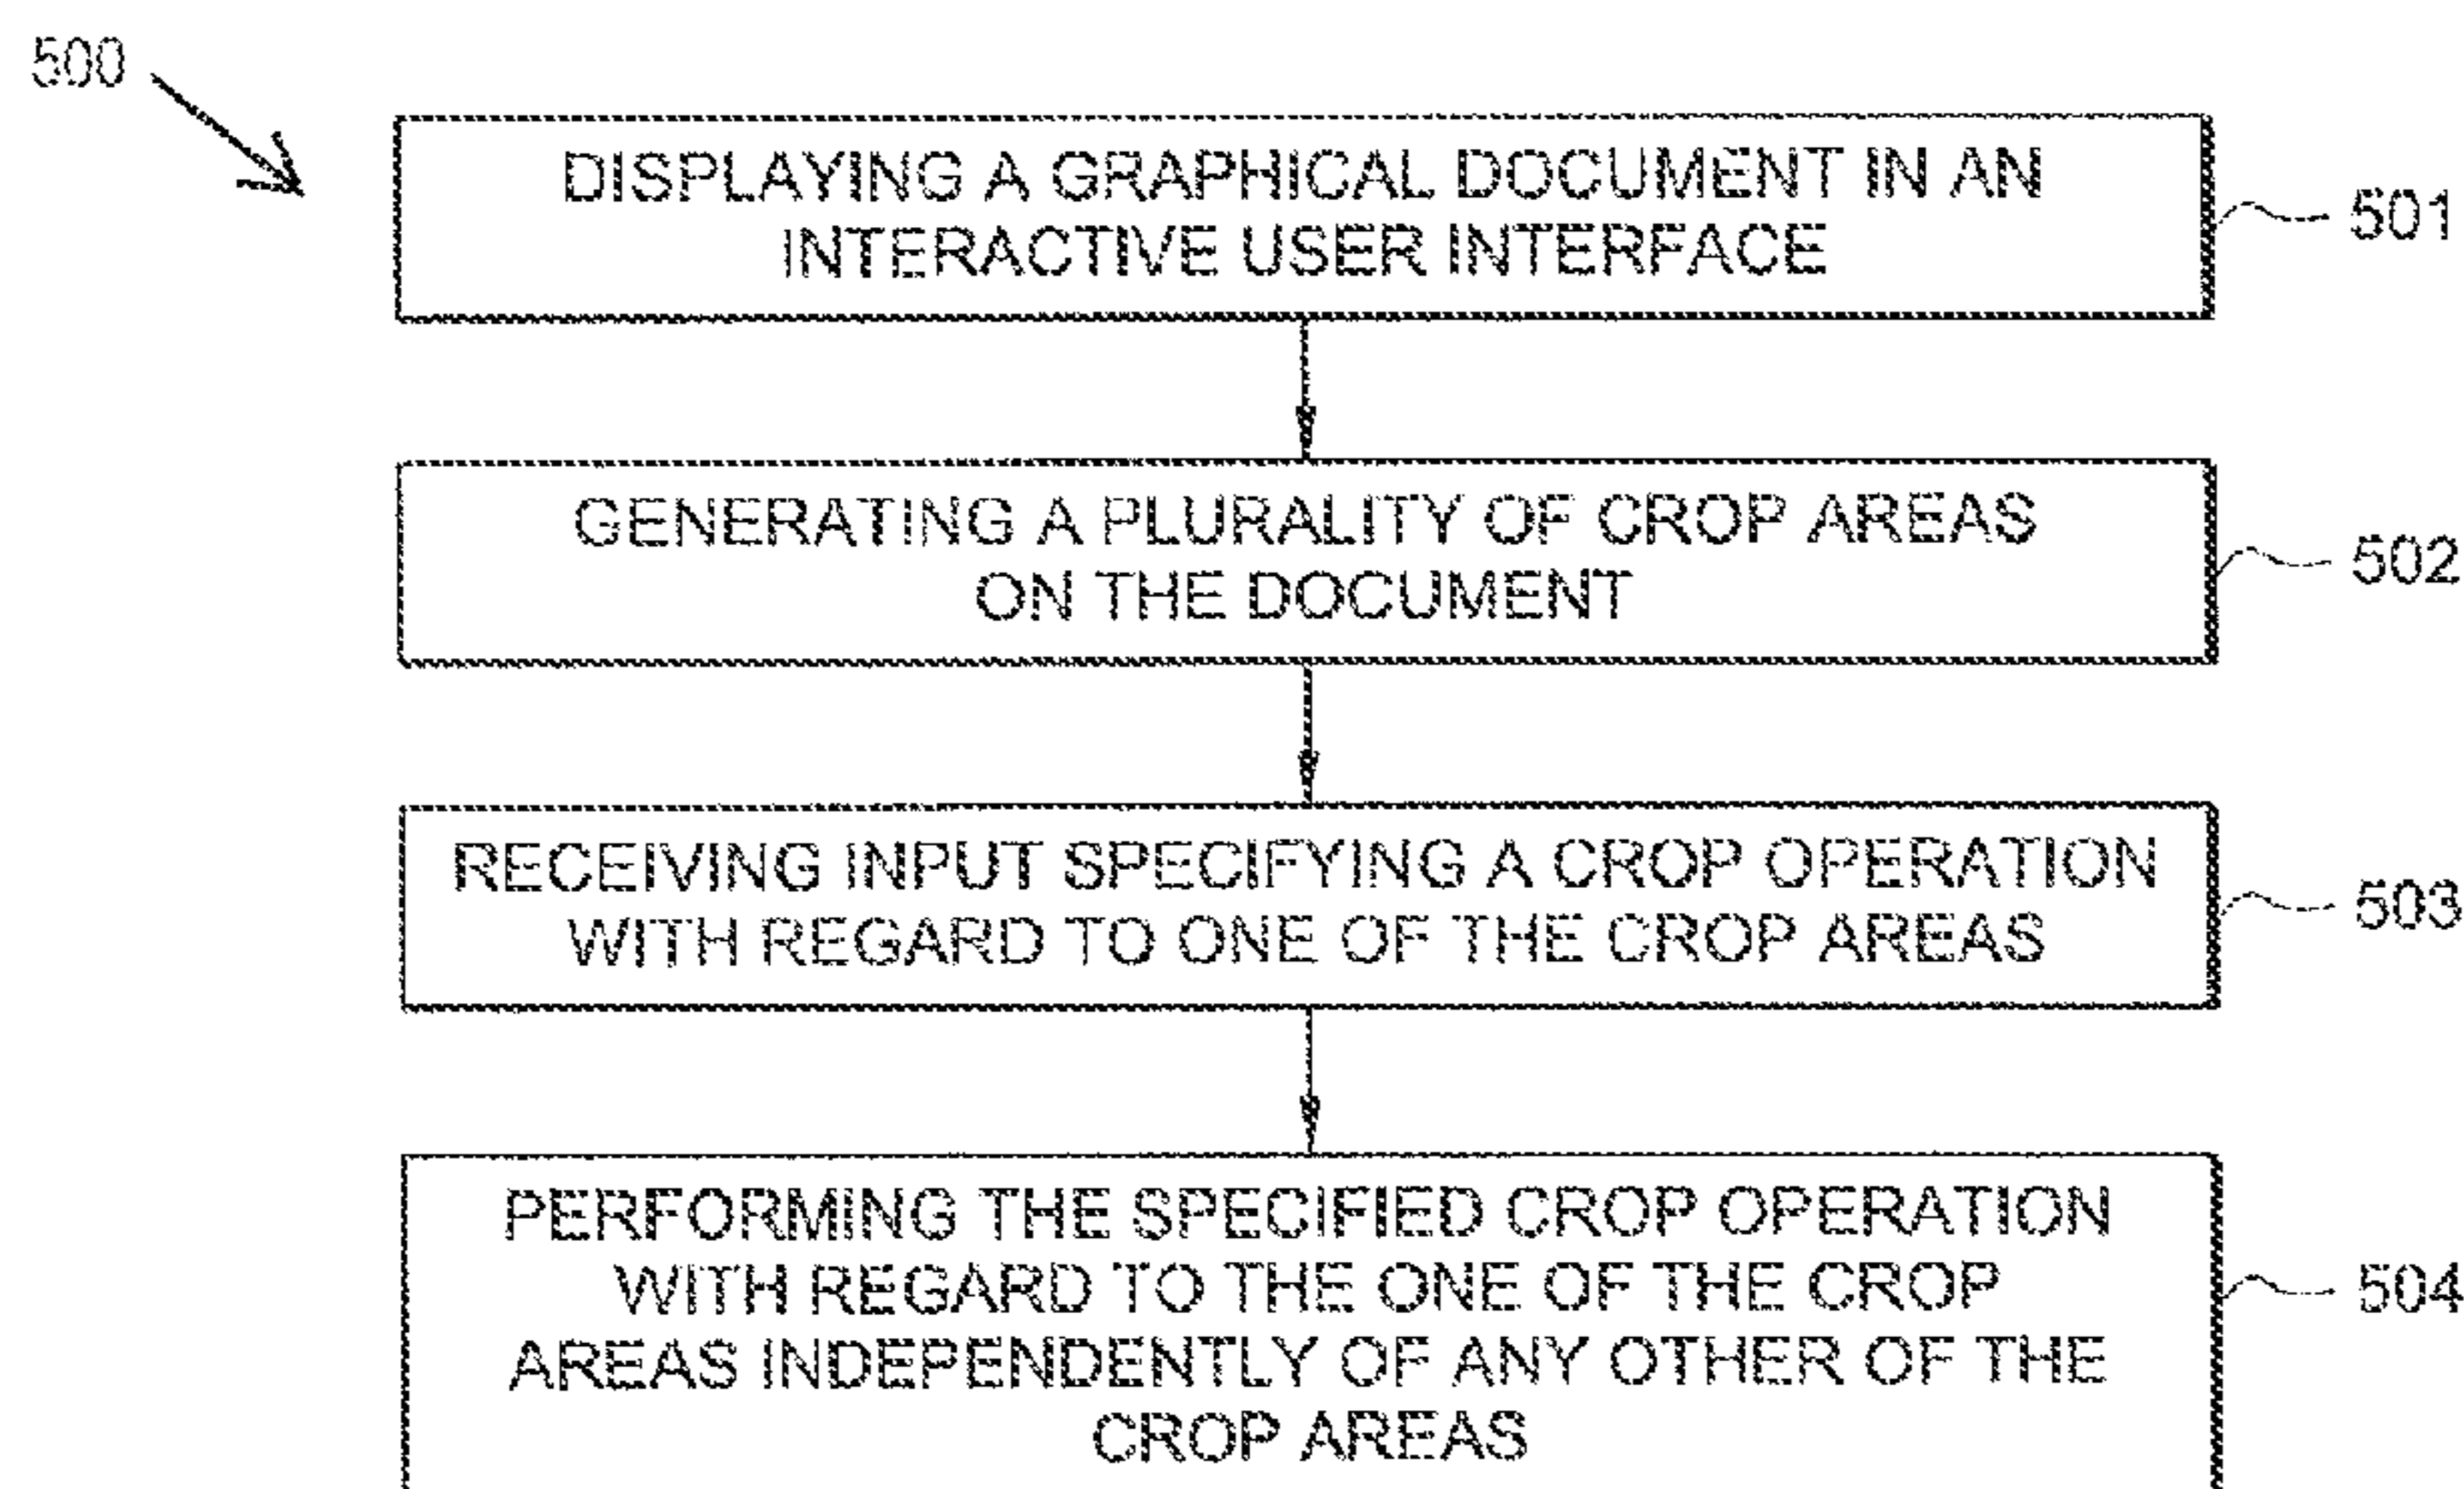 500
DISPLAYING A GRAPHICAL DOCUMENT IN AN
INTERACTIVE USER INTERFACE
501
GENERATING A PLURALITY OF CROP AREAS
ON THE DOCUMENT
502
RECEIVING INPUT SPECIFYING A CROP OPERATION
WITH REGARD TO ONE OF THE CROP AREAS
503
PERFORMING THE SPECIFIED CROP OPERATION
WITH REGARD TO THE ONE OF THE CROP
AREAS INDEPENDENTLY OF ANY OTHER OF THE
CROP AREAS
504